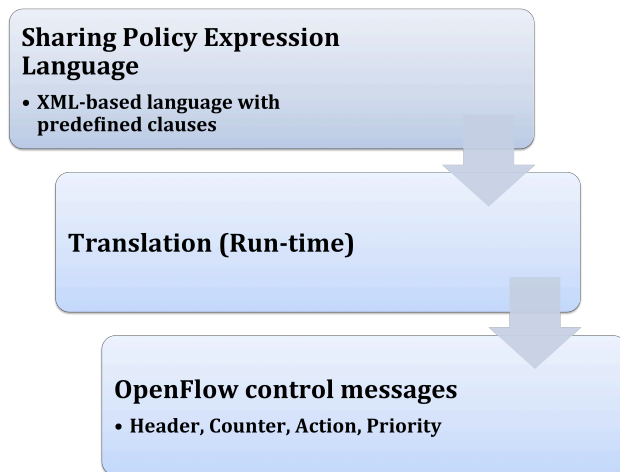 Sharing Policy Expression
Language
• XML-based language with
predefined clauses
Translation (Run-time)
OpenFlow control messages
• Header, Counter, Action, Priority